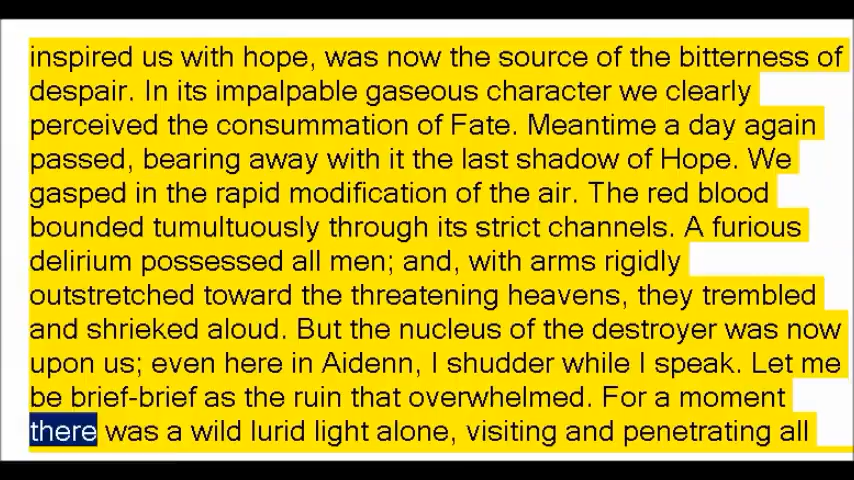 inspired us with hope, was now the source of the bitterness of
despair. In its impalpable gaseous character we clearly
perceived the consummation of Fate. Meantime a day again
passed, bearing away with it the last shadow of Hope. We
gasped in the rapid modification of the air. The red blood
bounded tumultuously through its strict channels. A furious
delirium possessed all men; and, with arms rigidly
outstretched toward the threatening heavens, they trembled
and shrieked aloud. But the nucleus of the destroyer was now
upon us; even here in Aidenn, I shudder while I speak. Let me
be brief-brief as the ruin that overwhelmed. For a moment
there was a wild lurid light alone, visiting and penetrating all